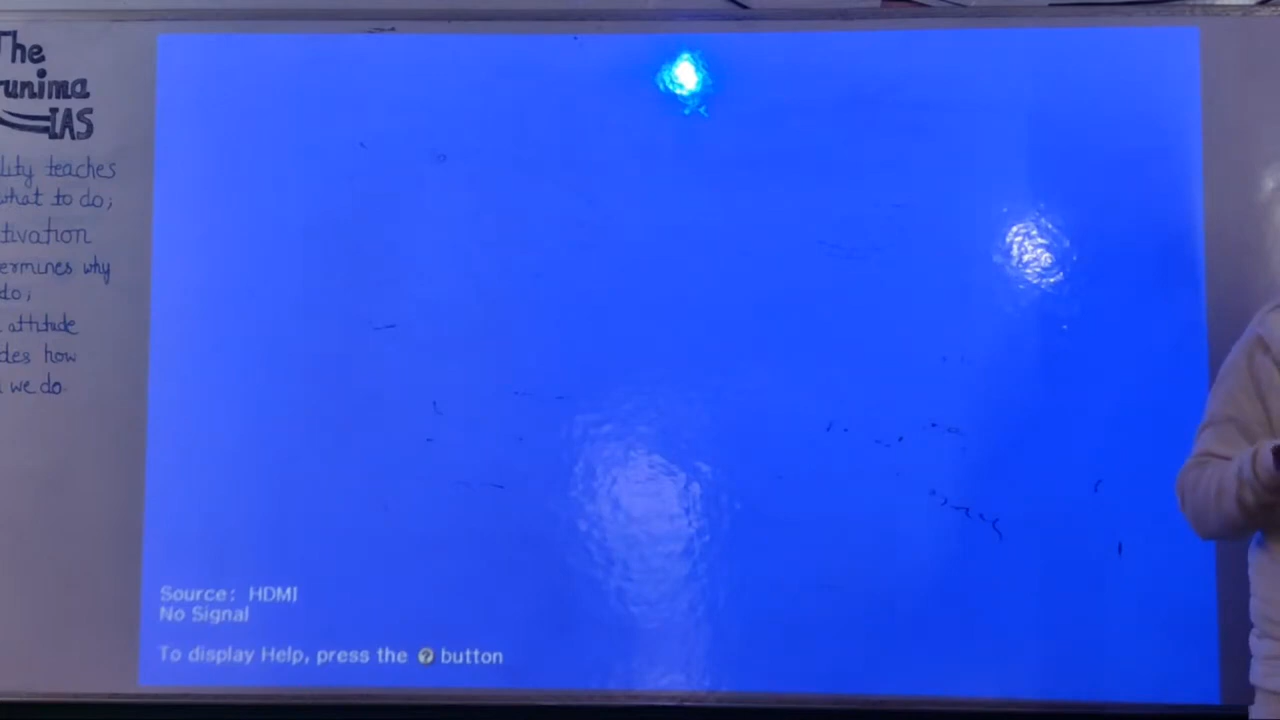 The
unima
IAS
lity teaches
what to do;
tivation
ermines why
do;
attitude
des how
we do
Source: HDMI
No Signal
To display Help, press the ? button